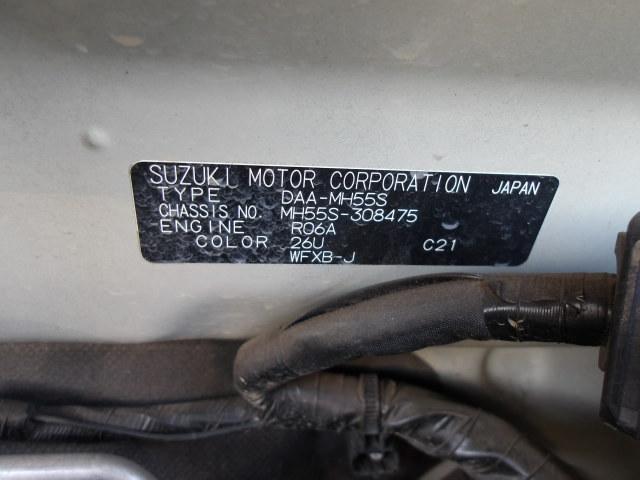 SUZUKI MOTOR CORPORATION JAPAN
TYPE DAA-MH55S
CHASSIS NO. MH55S-308475
ENGINE R06A
COLOR 26U C21
WFXB-J